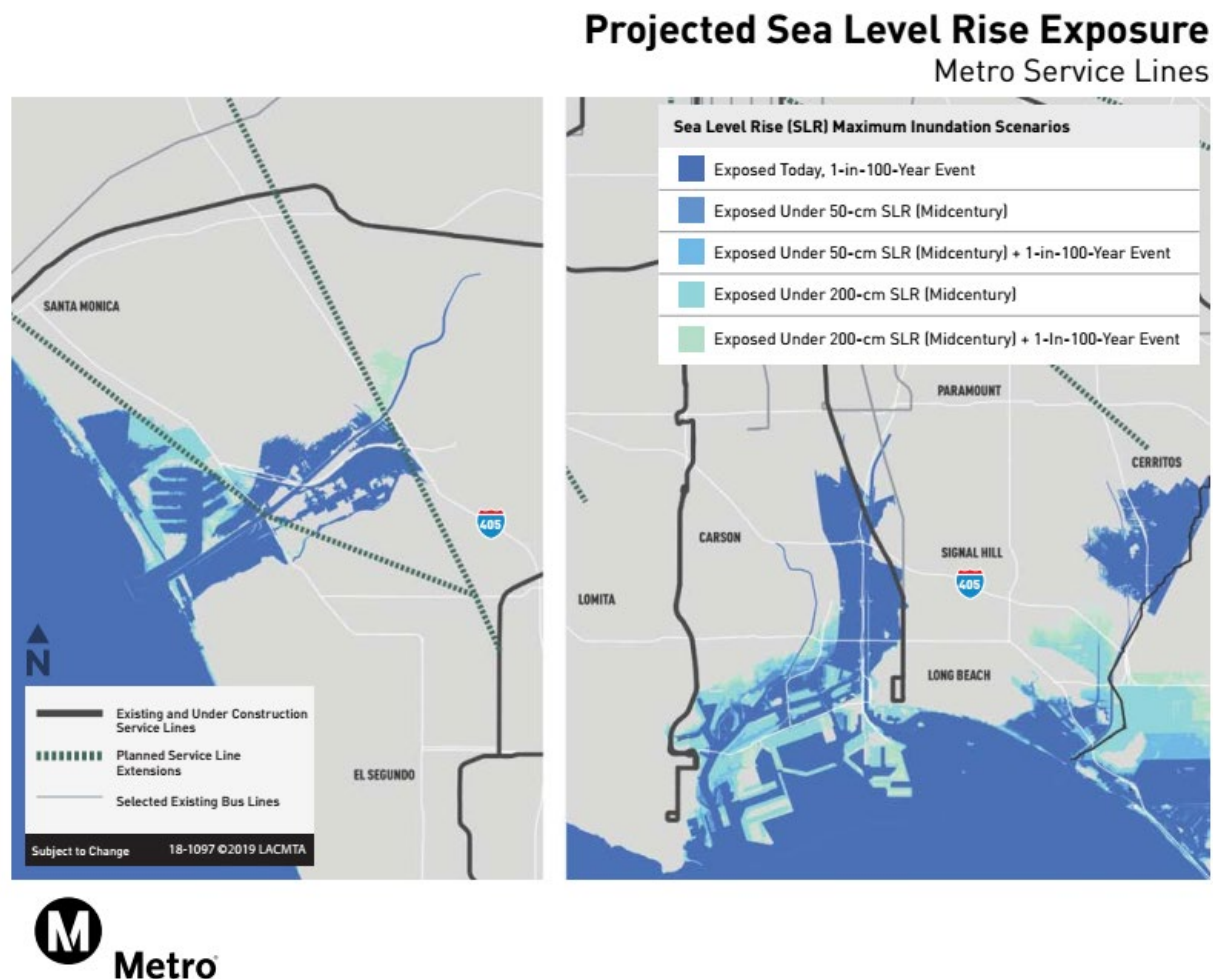 Projected Sea Level Rise Exposure
Metro Service Lines
SANTA MONICA
405
N
Existing and Under Construction
Service Lines
Planned Service Line
Extensions
Selected Existing Bus Lines
EL SEGUNDO
Subject to Change 18-1097 ©2019 LACMTA
Sea Level Rise (SLR) Maximum Inundation Scenarios
Exposed Today, 1-in-100-Year Event
Exposed Under 50-cm SLR (Midcentury)
Exposed Under 50-cm SLR (Midcentury) + 1-in-100-Year Event
Exposed Under 200-cm SLR (Midcentury)
Exposed Under 200-cm SLR (Midcentury) + 1-In-100-Year Event
PARAMOUNT
CERRITOS
CARSON
SIGNAL HILL
405
LOMITA
LONG BEACH
M
Metro